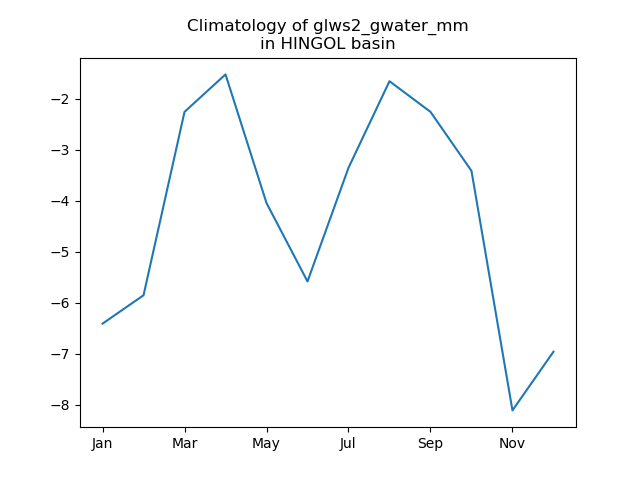 Climatology of glws2_gwater_mm
in HINGOL basin
−2
−3
−4
−5
−6
−7
−8
Jan
Mar
May
Jul
Sep
Nov